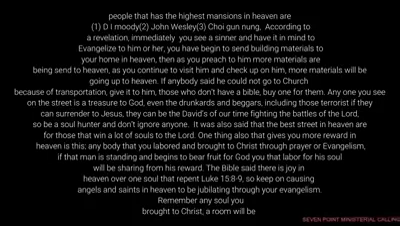 people that has the highest mansions in heaven are
(1) D I moody(2) John Wesley(3) Choi gun nung, According to
a revelation, immediately you see a sinner and have it in mind to
Evangelize to him or her, you have begin to send building materials to
your home in heaven, then as you preach to him more materials are
being send to heaven, as you continue to visit him and check up on him, more materials will be
going up to heaven. If anybody said he could not go to Church
because of transportation, give it to him, those who don't have a bible, buy one for them. Any one you see
on the street is a treasure to God, even the drunkards and beggars, including those terrorist if they
can surrender to Jesus, they can be the David's of our time fighting the battles of the Lord,
so be a soul hunter and don't ignore anyone. It was also said that the best street in heaven are
for those that win a lot of souls to the Lord. One thing also that gives you more reward in
heaven is this; any body that you labored and brought to Christ through prayer or Evangelism,
if that man is standing and begins to bear fruit for God you that labor for his soul
will be sharing from his reward. The Bible said there is joy in
heaven over one soul that repent Luke 15:8-9, so keep on causing
angels and saints in heaven to be jubilating through your evangelism.
Remember any soul you
brought to Christ, a room will be
SEVEN POINT MINISTERIAL CALLING